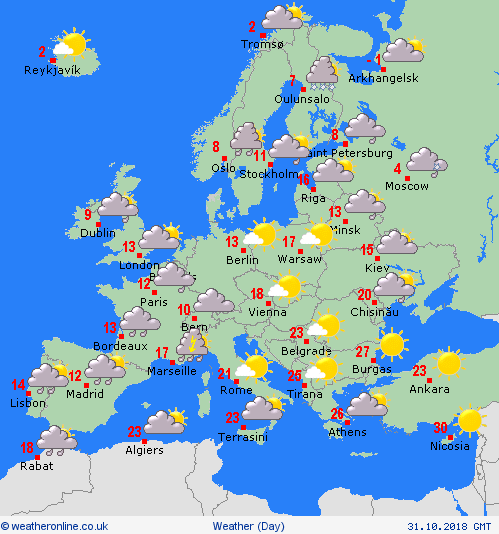 2
Tromsø
2
Reykjavík
-1
Arkhangelsk
7
Oulunsalo
8
Oslo
11
Stockholm
8
Saint-Petersburg
16
Riga
4
Moscow
9
Dublin
13
London
13
Minsk
13
Berlin
17
Warsaw
15
Kiev
12
Paris
18
Vienna
20
Chisinău
10
Bern
13
Bordeaux
23
Belgrade
17
Marseille
27
Burgas
14
Lisbon
12
Madrid
21
Rome
25
Tirana
23
Ankara
18
Rabat
23
Algiers
23
Terrasini
26
Athens
30
Nicosia
© weatheronline.co.uk Weather (Day) 31.10.2018 GMT